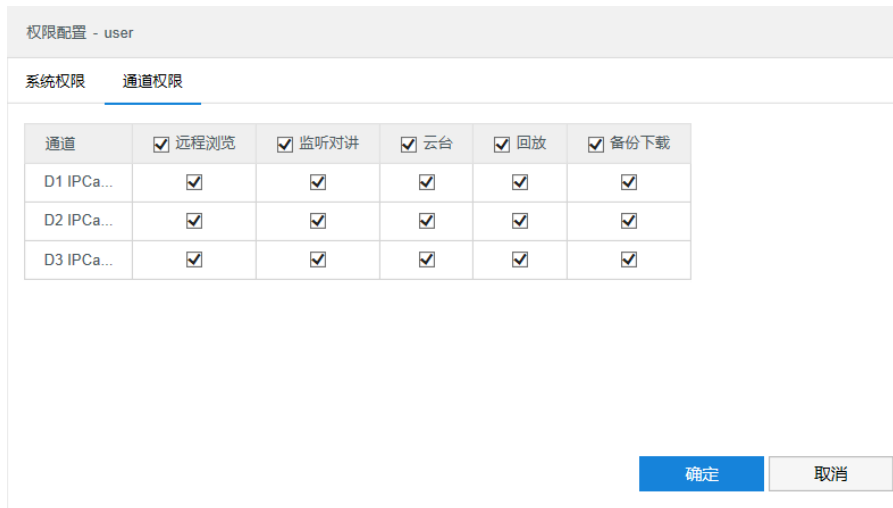 权限配置 - user
系统权限 通道权限
通道 远程浏览 监听对讲 云台 回放 备份下载
D1 IPCa...
D2 IPCa...
D3 IPCa...
确定 取消